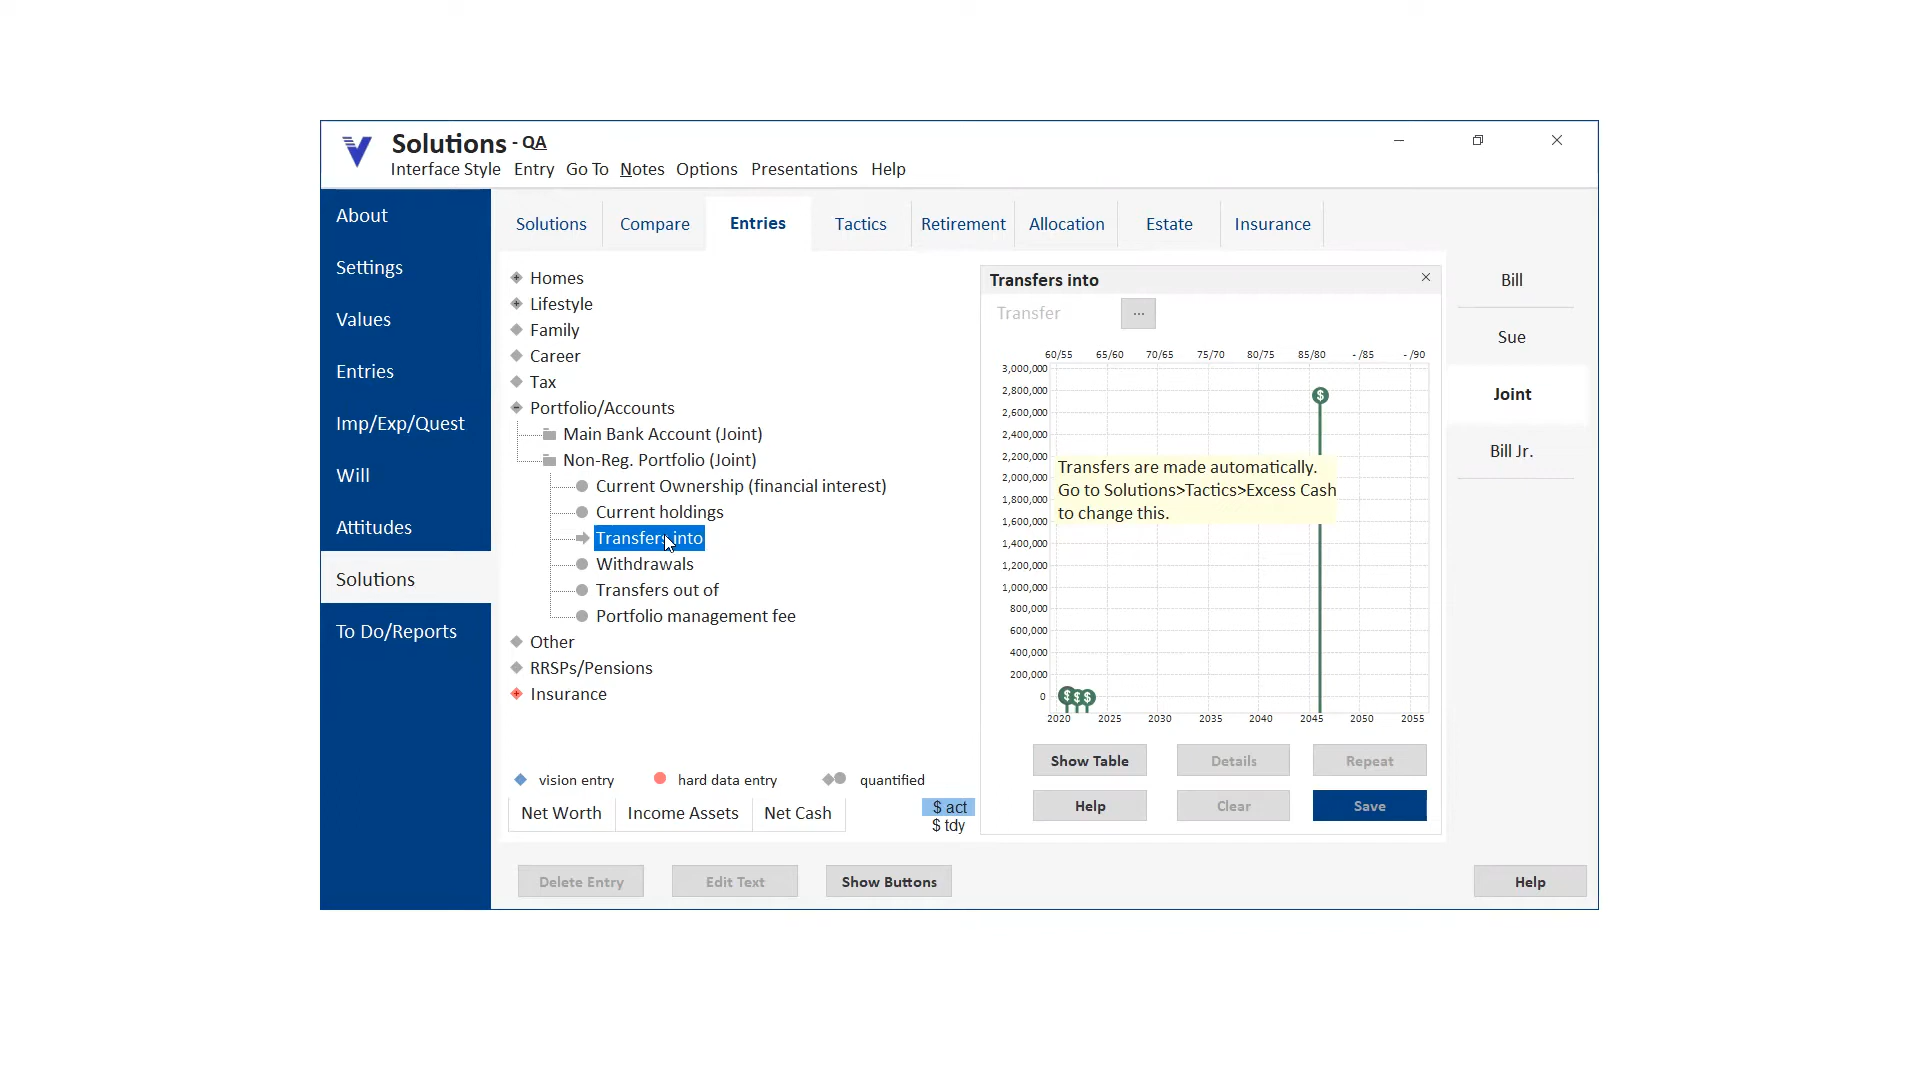 Solutions - QA
Interface Style Entry Go To Notes Options Presentations Help
About
Settings
Values
Entries
Imp/Exp/Quest
Will
Attitudes
Solutions
To Do/Reports
Solutions Compare Entries Tactics Retirement Allocation Estate Insurance
Homes
Lifestyle
Family
Career
Tax
Portfolio/Accounts
Main Bank Account (Joint)
Non-Reg. Portfolio (Joint)
Current Ownership (financial interest)
Current holdings
Transfers into
Withdrawals
Transfers out of
Portfolio management fee
Other
RRSPs/Pensions
Insurance
vision entry hard data entry quantified
Net Worth Income Assets Net Cash
$ act
$ tdy
Transfers into
Transfer ...
60/55 65/60 70/65 75/70 80/75 85/80 - /85 - /90
3,000,000
2,800,000
2,600,000
2,400,000
2,200,000
2,000,000
1,800,000
1,600,000
1,400,000
1,200,000
1,000,000
800,000
600,000
400,000
200,000
0
$
$ $ $
Transfers are made automatically.
Go to Solutions>Tactics>Excess Cash
to change this.
2020 2025 2030 2035 2040 2045 2050 2055
Show Table Details Repeat
Help Clear Save
Bill
Sue
Joint
Bill Jr.
Delete Entry Edit Text Show Buttons Help